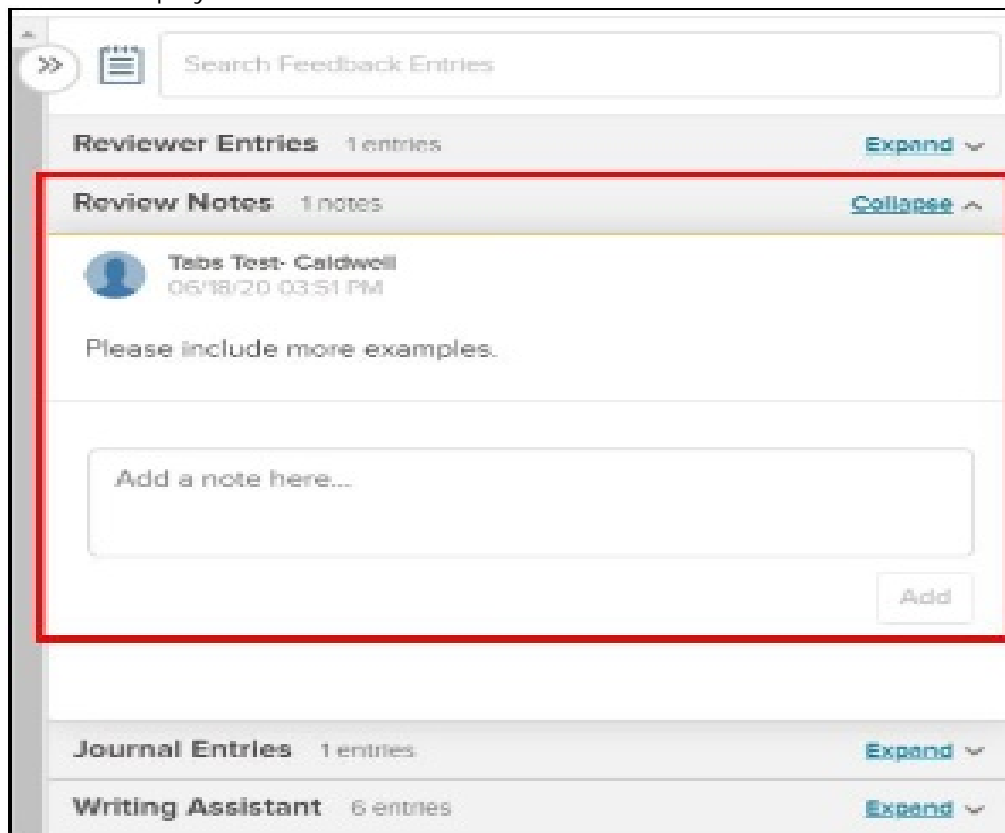 Search Feedback Entries
Reviewer Entries 1 entries Expand
Review Notes 1 notes Collapse
Tabs Test- Caldwell
06/18/20 03:51 PM
Please include more examples.
Add a note here...
Add
Journal Entries 1 entries Expand
Writing Assistant 6 entries Expand